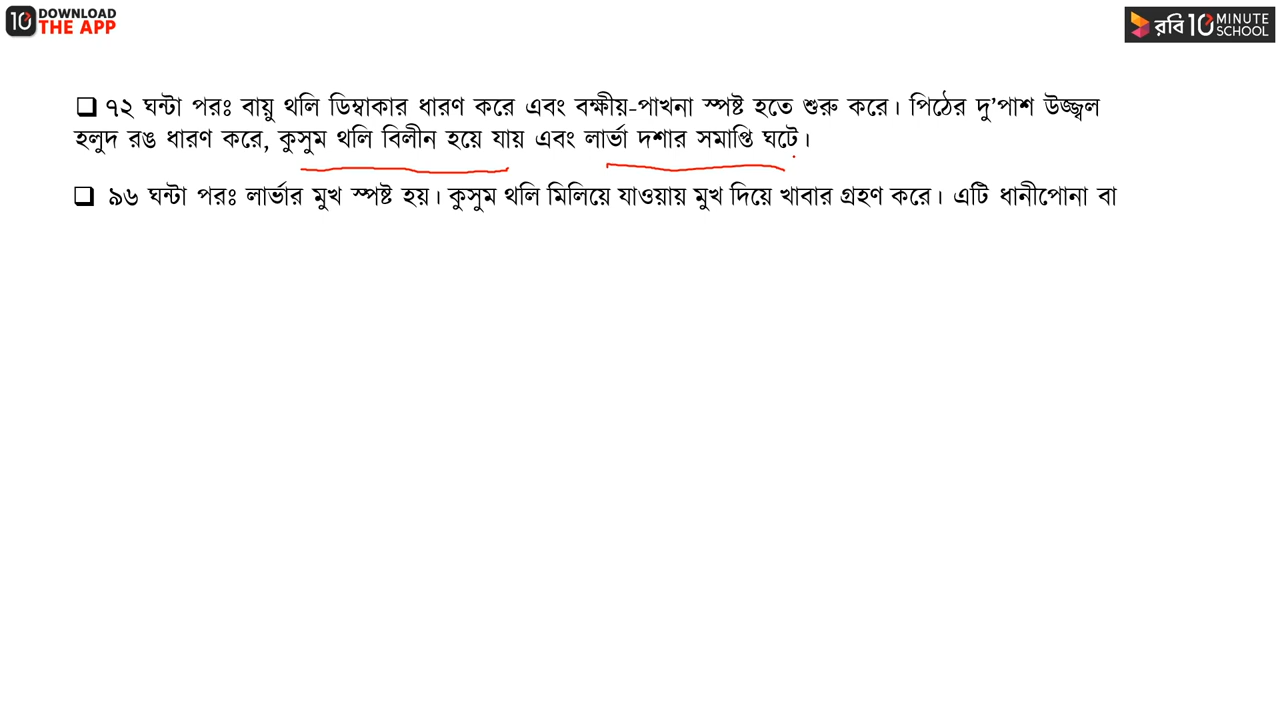 10 DOWNLOAD THE APP
রবি 10 MINUTE SCHOOL
❑ ৭২ ঘন্টা পরঃ বায়ু থলি ডিম্বাকার ধারণ করে এবং বক্ষীয়-পাখনা স্পষ্ট হতে শুরু করে। পিঠের দু’পাশ উজ্জ্বল
হলুদ রঙ ধারণ করে, কুসুম থলি বিলীন হয়ে যায় এবং লার্ভা দশার সমাপ্তি ঘটে।
❑ ৯৬ ঘন্টা পরঃ লার্ভার মুখ স্পষ্ট হয়। কুসুম থলি মিলিয়ে যাওয়ায় মুখ দিয়ে খাবার গ্রহণ করে। এটি ধানীপোনা বা